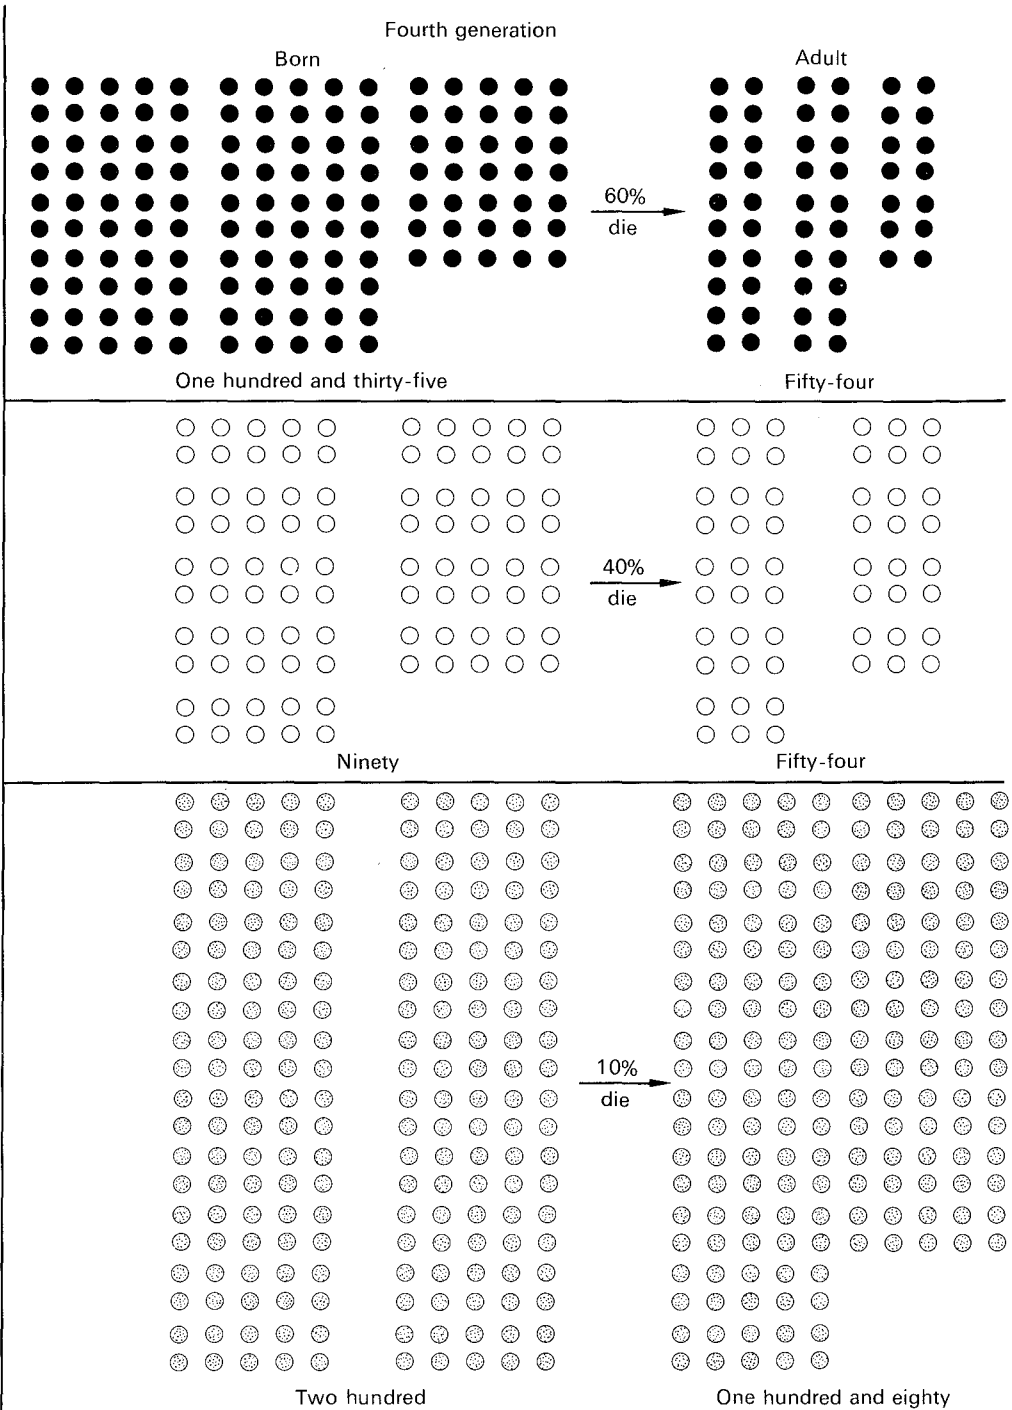 Fourth generation
Born
Adult
60%
die
One hundred and thirty-five
Fifty-four
40%
die
Ninety
Fifty-four
10%
die
Two hundred
One hundred and eighty